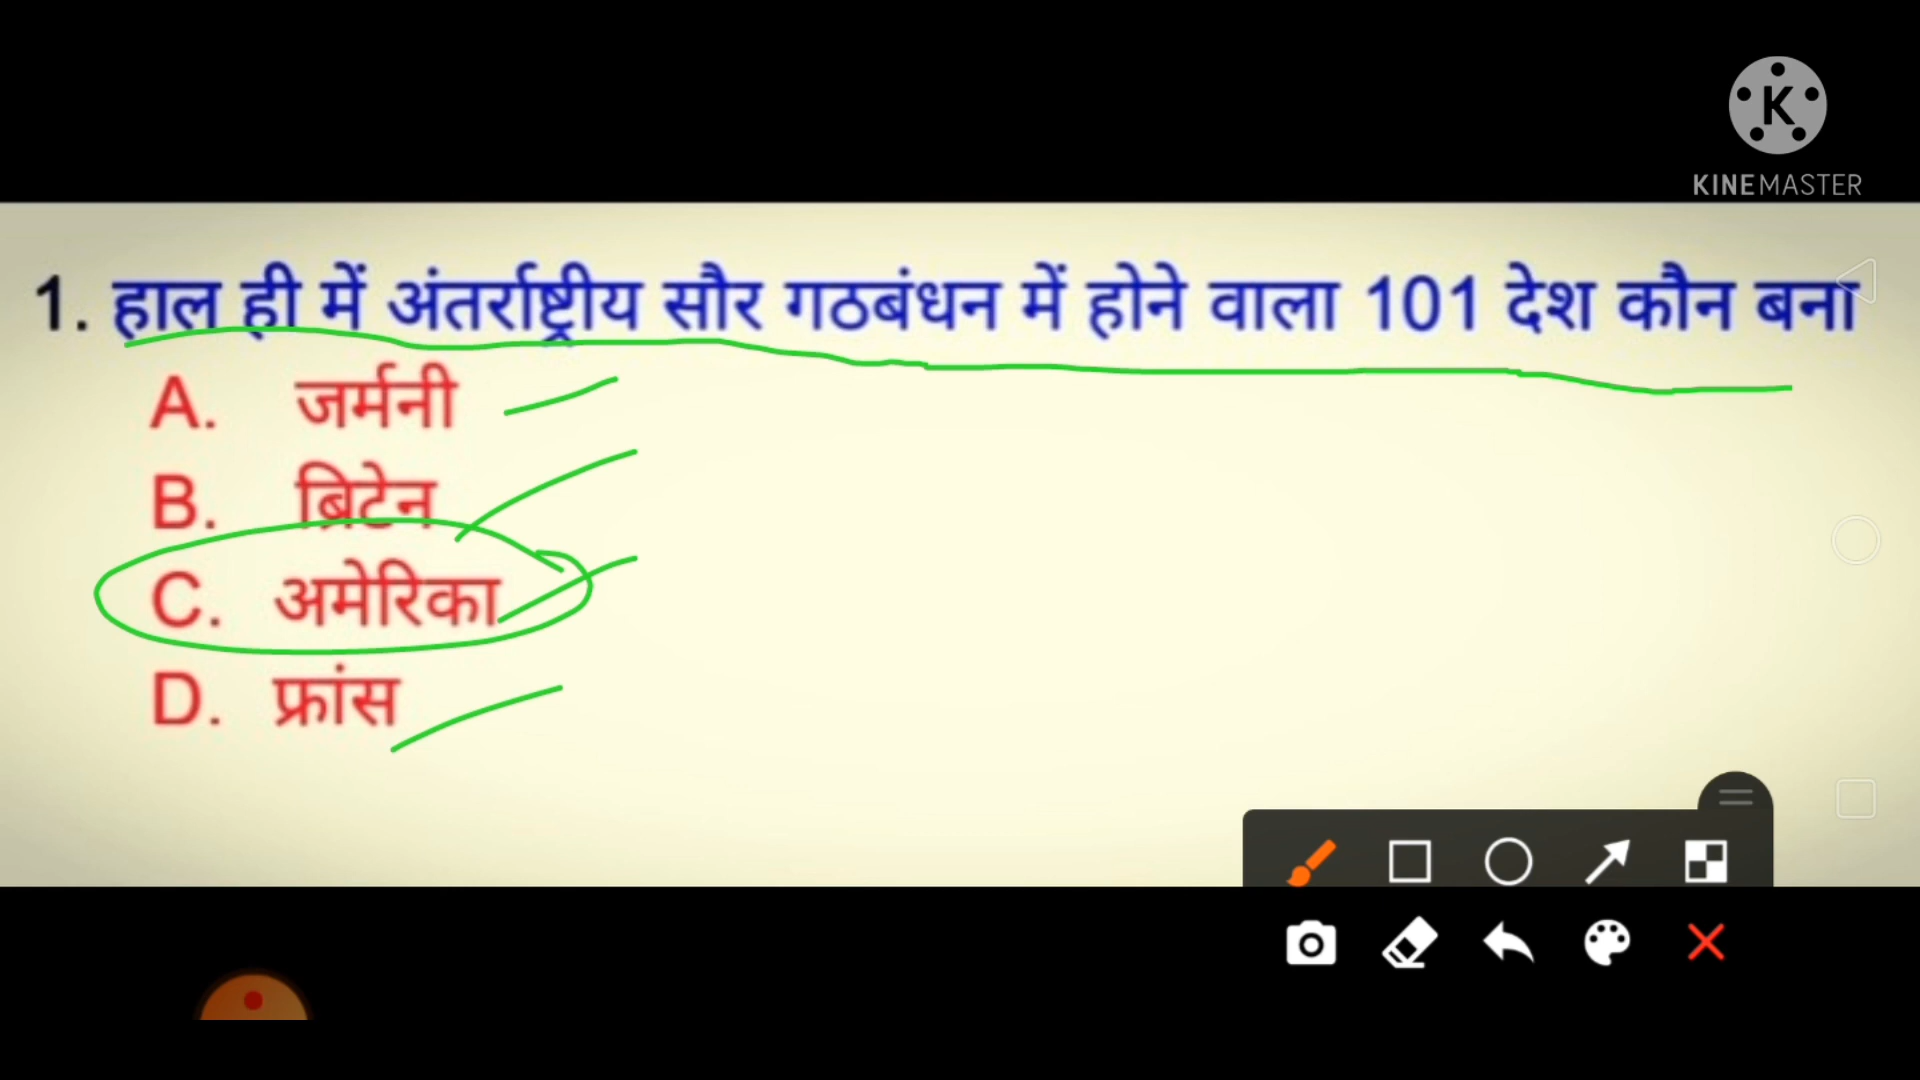 KINEMASTER
1. हाल ही में अंतर्राष्ट्रीय सौर गठबंधन में होने वाला 101 देश कौन बना
A. जर्मनी
B. ब्रिटेन
C. अमेरिका
D. फ्रांस